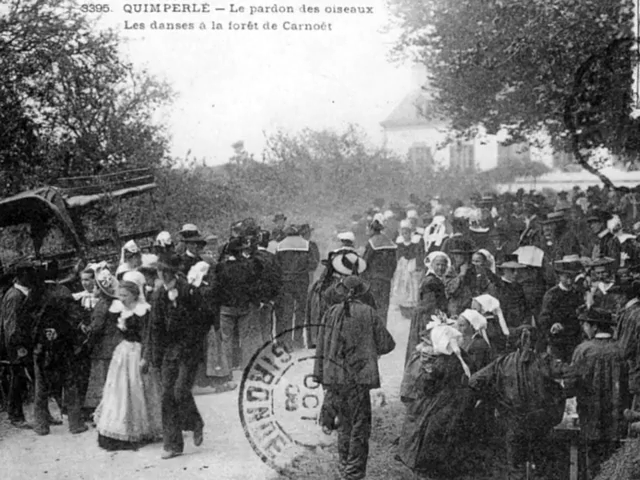 3395. QUIMPERLÉ — Le pardon des oiseaux
Les danses à la forêt de Carnoët
OCT